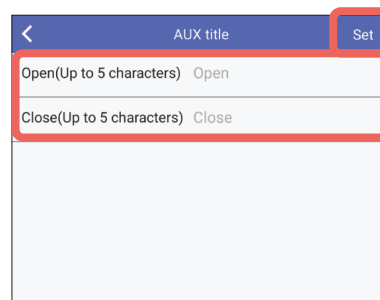 AUX title Set
Open(Up to 5 characters) Open
Close(Up to 5 characters) Close